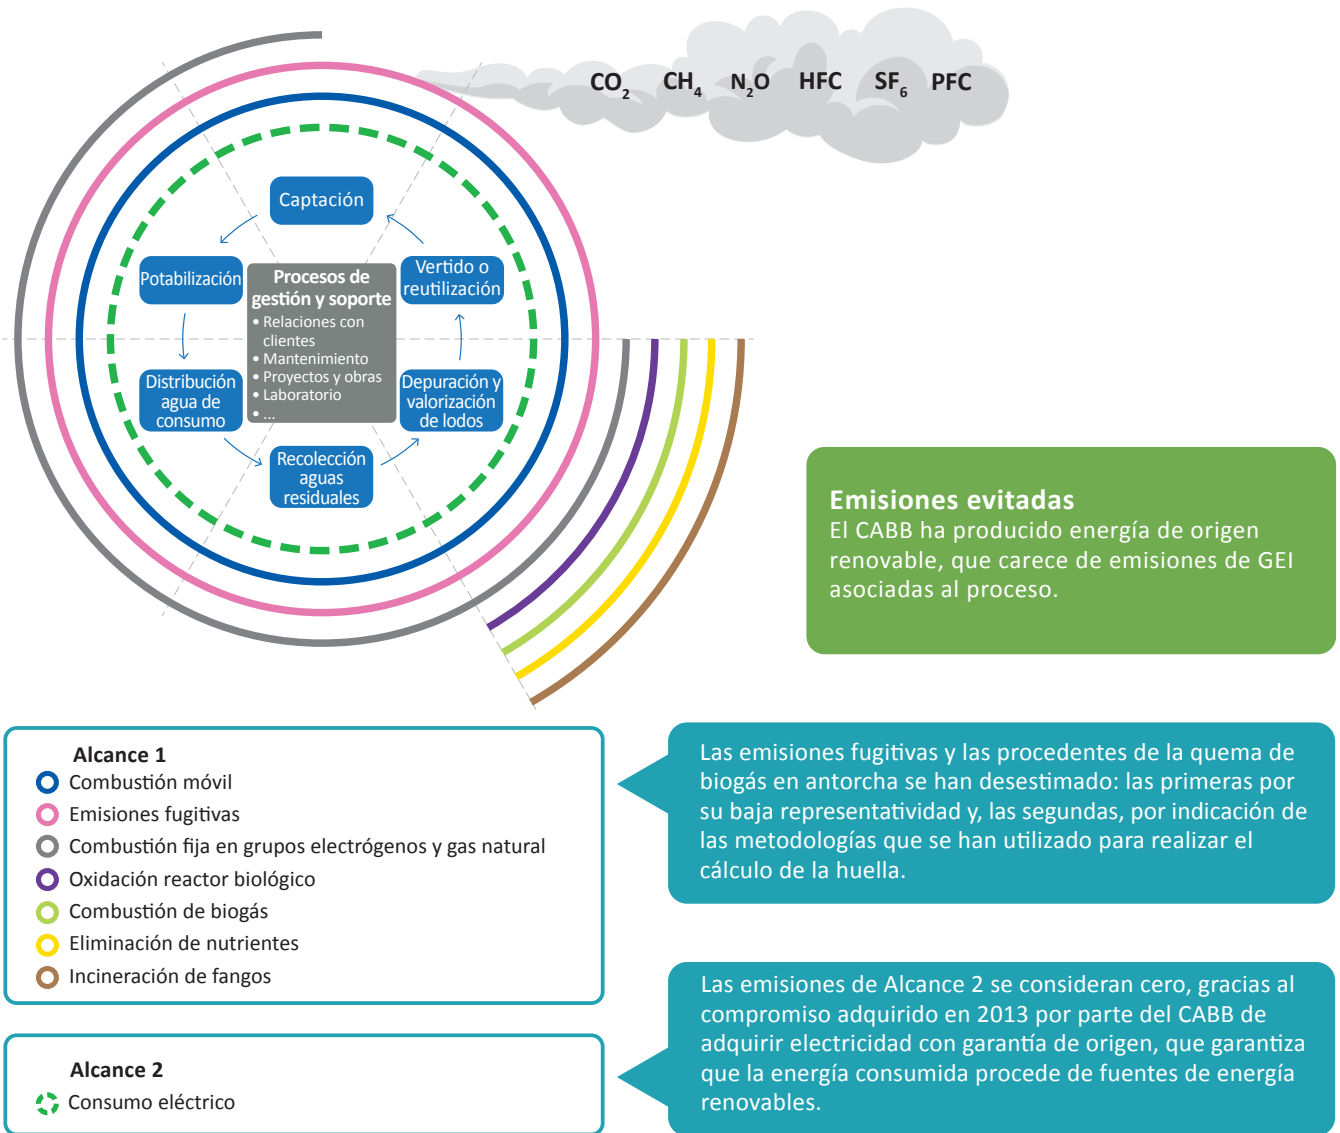 CO2 CH4 N2O HFC SF6 PFC
Captación
Potabilización
Distribución
agua de
consumo
Recolección
aguas
residuales
Depuración y
valorización
de lodos
Vertido o
reutilización
Procesos de
gestión y soporte
• Relaciones con
clientes
• Mantenimiento
• Proyectos y obras
• Laboratorio
• ...
Emisiones evitadas
El CABB ha producido energía de origen
renovable, que carece de emisiones de GEI
asociadas al proceso.
Alcance 1
Combustión móvil
Emisiones fugitivas
Combustión fija en grupos electrógenos y gas natural
Oxidación reactor biológico
Combustión de biogás
Eliminación de nutrientes
Incineración de fangos
Las emisiones fugitivas y las procedentes de la quema de
biogás en antorcha se han desestimado: las primeras por
su baja representatividad y, las segundas, por indicación de
las metodologías que se han utilizado para realizar el
cálculo de la huella.
Alcance 2
Consumo eléctrico
Las emisiones de Alcance 2 se consideran cero, gracias al
compromiso adquirido en 2013 por parte del CABB de
adquirir electricidad con garantía de origen, que garantiza
que la energía consumida procede de fuentes de energía
renovables.